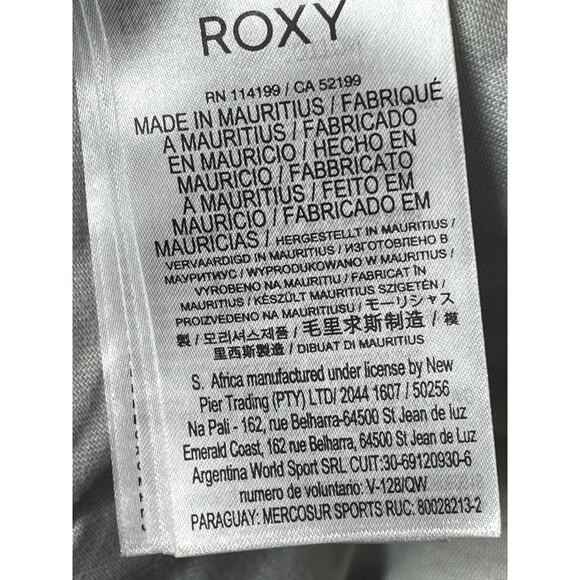 ROXY
RN 114199 / CA 52199
MADE IN MAURITIUS / FABRIQUÉ
A MAURITIUS / FABRICADO
EN MAURICIO / HECHO EN
MAURICIO / FABBRICATO
A MAURITIUS / FEITO EM
MAURICIO / FABRICADO EM
MAURICIAS / HERGESTELLT IN MAURITIUS /
VERVAARDIGD IN MAURITIUS / ИЗГОТОВЛЕНО В
МАУРИТИУС / WYPRODUKOWANO W MAURITIUS /
VYROBENO NA MAURITIU / FABRICAT ÎN
MAURITIUS / KÉSZÜLT MAURITIUS SZIGETÉN /
PROIZVEDENO NA MAURITIUSU / モーリシャス
製 / 모리셔스제품 / 毛里求斯制造 / 模
里西斯製造 / DIBUAT DI MAURITIUS
S. Africa manufactured under license by New
Pier Trading (PTY) LTD/ 2044 1607 / 50256
Na Pali - 162, rue Belharra-64500 St Jean de luz
Emerald Coast, 162 rue Belharra, 64500 St Jean de Luz
Argentina World Sport SRL CUIT:30-69120930-6
numero de voluntario: V-128/QW
PARAGUAY: MERCOSUR SPORTS RUC: 80028213-2